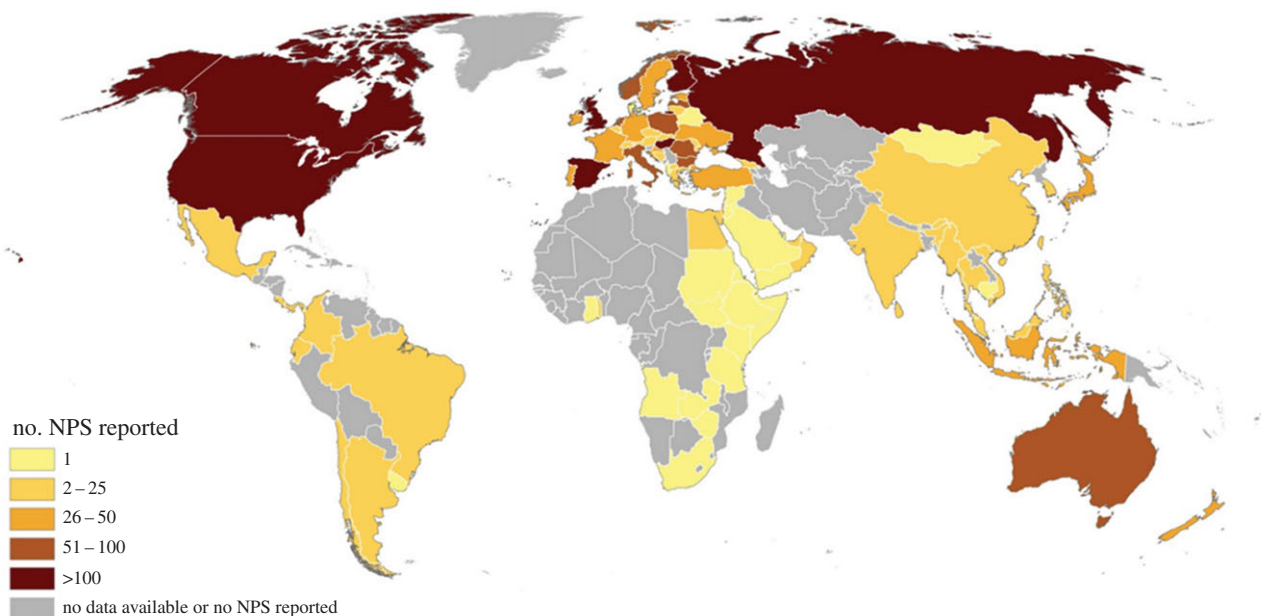 no. NPS reported
1
2–25
26–50
51–100
>100
no data available or no NPS reported